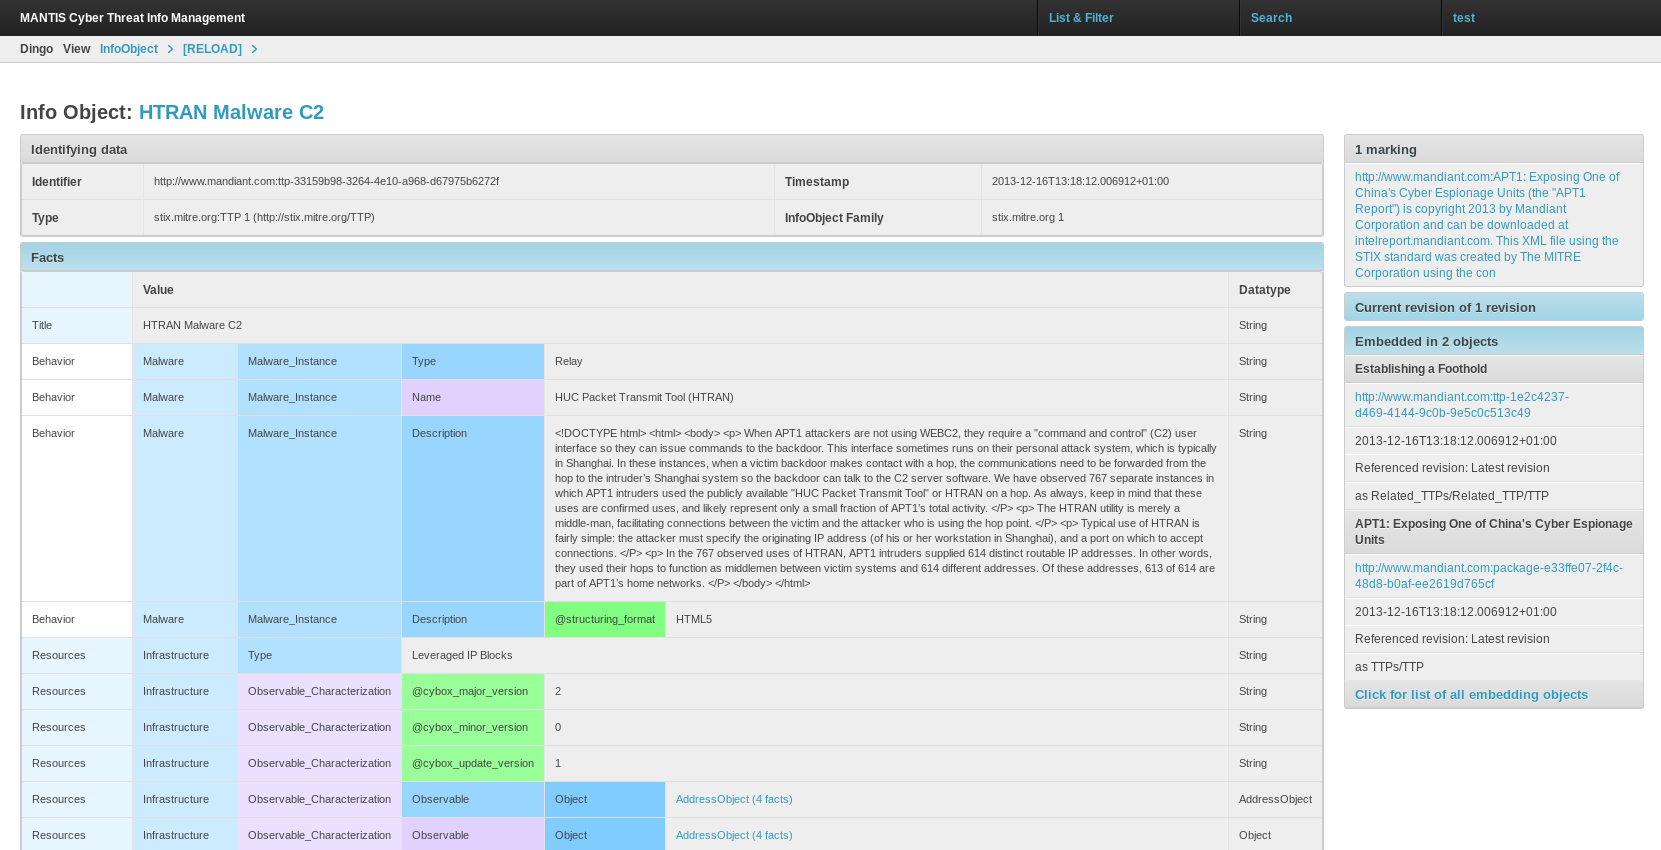 MANTIS Cyber Threat Info Management List & Filter Search test
Dingo View InfoObject > [RELOAD] >
Info Object: HTRAN Malware C2
Identifying data
Identifier http://www.mandiant.com:ttp-33159b98-3264-4e10-a968-d67975b6272f Timestamp 2013-12-16T13:18:12.006912+01:00
Type stix.mitre.org:TTP 1 (http://stix.mitre.org/TTP) InfoObject Family stix.mitre.org 1
Facts
Value Datatype
Title HTRAN Malware C2 String
Behavior Malware Malware_Instance Type Relay String
Behavior Malware Malware_Instance Name HUC Packet Transmit Tool (HTRAN) String
Behavior Malware Malware_Instance Description <!DOCTYPE html> <html> <body> <p> When APT1 attackers are not using WEBC2, they require a "command and control" (C2) user String
interface so they can issue commands to the backdoor. This interface sometimes runs on their personal attack system, which is typically
in Shanghai. In these instances, when a victim backdoor makes contact with a hop, the communications need to be forwarded from the
hop to the intruder's Shanghai system so the backdoor can talk to the C2 server software. We have observed 767 separate instances in
which APT1 intruders used the publicly available "HUC Packet Transmit Tool" or HTRAN on a hop. As always, keep in mind that these
uses are confirmed uses, and likely represent only a small fraction of APT1's total activity. </P> <p> The HTRAN utility is merely a
middle-man, facilitating connections between the victim and the attacker who is using the hop point. </P> <p> Typical use of HTRAN is
fairly simple: the attacker must specify the originating IP address (of his or her workstation in Shanghai), and a port on which to accept
connections. </P> <p> In the 767 observed uses of HTRAN, APT1 intruders supplied 614 distinct routable IP addresses. In other words,
they used their hops to function as middlemen between victim systems and 614 different addresses. Of these addresses, 613 of 614 are
part of APT1's home networks. </P> </body> </html>
Behavior Malware Malware_Instance Description @structuring_format HTML5 String
Resources Infrastructure Type Leveraged IP Blocks String
Resources Infrastructure Observable_Characterization @cybox_major_version 2 String
Resources Infrastructure Observable_Characterization @cybox_minor_version 0 String
Resources Infrastructure Observable_Characterization @cybox_update_version 1 String
Resources Infrastructure Observable_Characterization Observable Object AddressObject (4 facts) AddressObject
Resources Infrastructure Observable_Characterization Observable Object AddressObject (4 facts) Object
1 marking
http://www.mandiant.com:APT1: Exposing One of
China's Cyber Espionage Units (the "APT1
Report") is copyright 2013 by Mandiant
Corporation and can be downloaded at
intelreport.mandiant.com. This XML file using the
STIX standard was created by The MITRE
Corporation using the con
Current revision of 1 revision
Embedded in 2 objects
Establishing a Foothold
http://www.mandiant.com:ttp-1e2c4237-
d469-4144-9c0b-9e5c0c513c49
2013-12-16T13:18:12.006912+01:00
Referenced revision: Latest revision
as Related_TTPs/Related_TTP/TTP
APT1: Exposing One of China's Cyber Espionage
Units
http://www.mandiant.com:package-e33ffe07-2f4c-
48d8-b0af-ee2619d765cf
2013-12-16T13:18:12.006912+01:00
Referenced revision: Latest revision
as TTPs/TTP
Click for list of all embedding objects